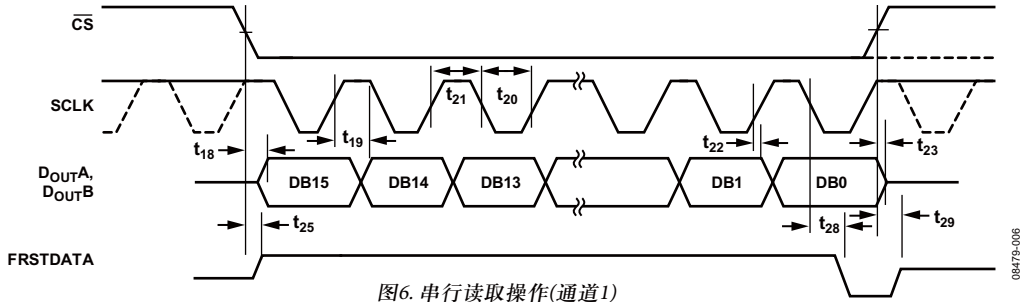 CS
SCLK
t21
t20
t19
t22
t18
t23
DOUTA,
DOUTB
DB15
DB14
DB13
DB1
DB0
t25
t28
t29
FRSTDATA
08479-006
图6. 串行读取操作(通道1)